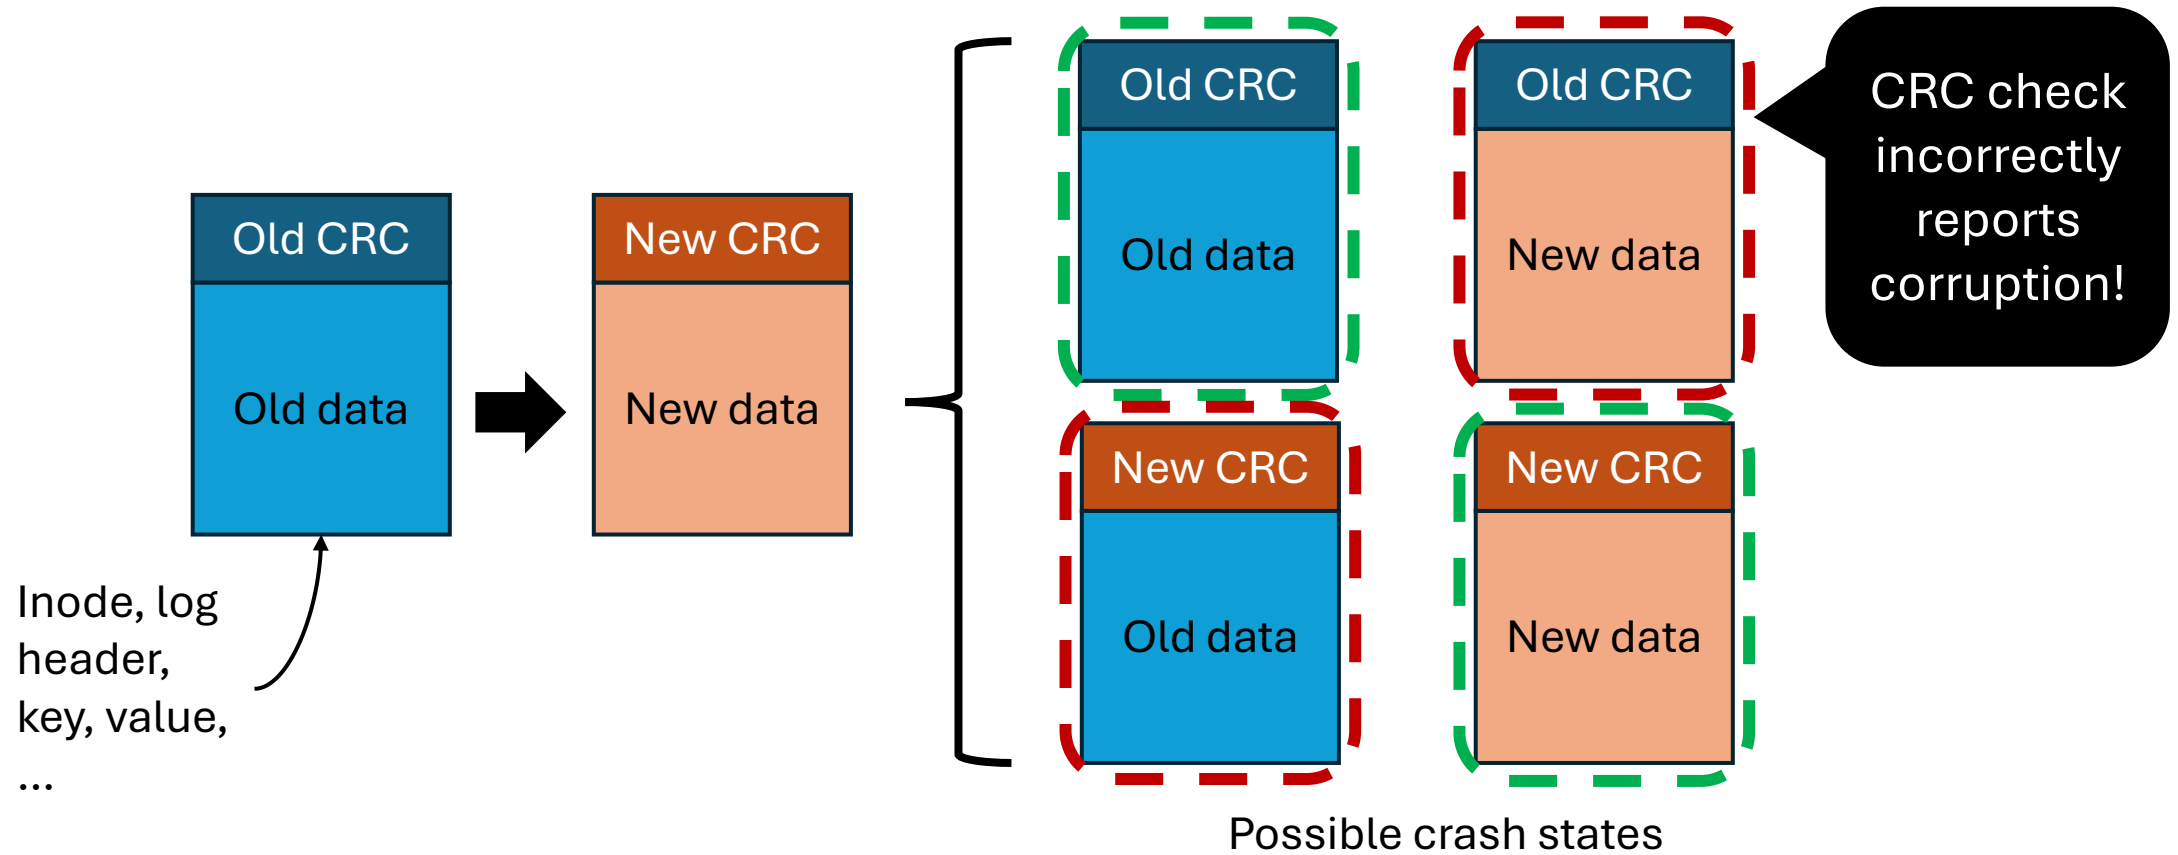 Old CRC
Old data
New CRC
New data
Inode, log
header,
key, value,
...
Old CRC
Old data
Old CRC
New data
New CRC
Old data
New CRC
New data
CRC check
incorrectly
reports
corruption!
Possible crash states